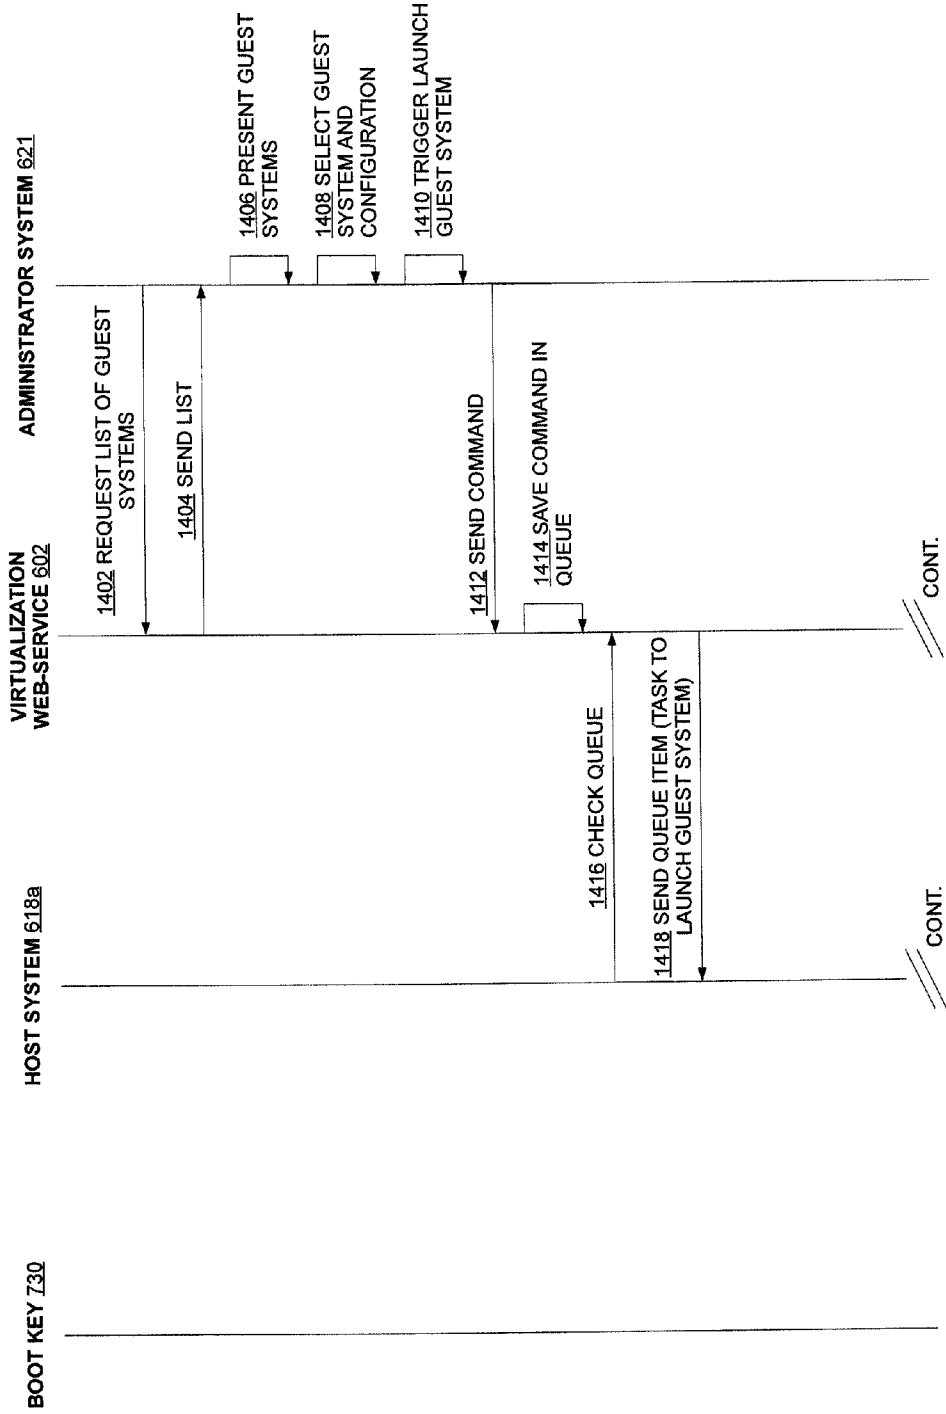 BOOT KEY 730
HOST SYSTEM 618a
VIRTUALIZATION
WEB-SERVICE 602
ADMINISTRATOR SYSTEM 621
1402 REQUEST LIST OF GUEST
SYSTEMS
1404 SEND LIST
1406 PRESENT GUEST
SYSTEMS
1408 SELECT GUEST
SYSTEM AND
CONFIGURATION
1410 TRIGGER LAUNCH
GUEST SYSTEM
1412 SEND COMMAND
1414 SAVE COMMAND IN
QUEUE
1416 CHECK QUEUE
1418 SEND QUEUE ITEM (TASK TO
LAUNCH GUEST SYSTEM)
CONT.
CONT.